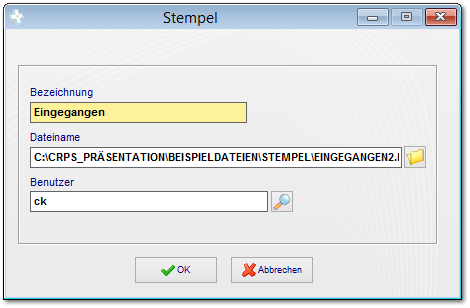 Stempel
Bezeichnung
Eingegangen
Dateiname
C:\CRPS_PRÄSENTATION\BEISPIELDATEIEN\STEMPEL\EINGEGANGEN2.
Benutzer
ck
OK
Abbrechen